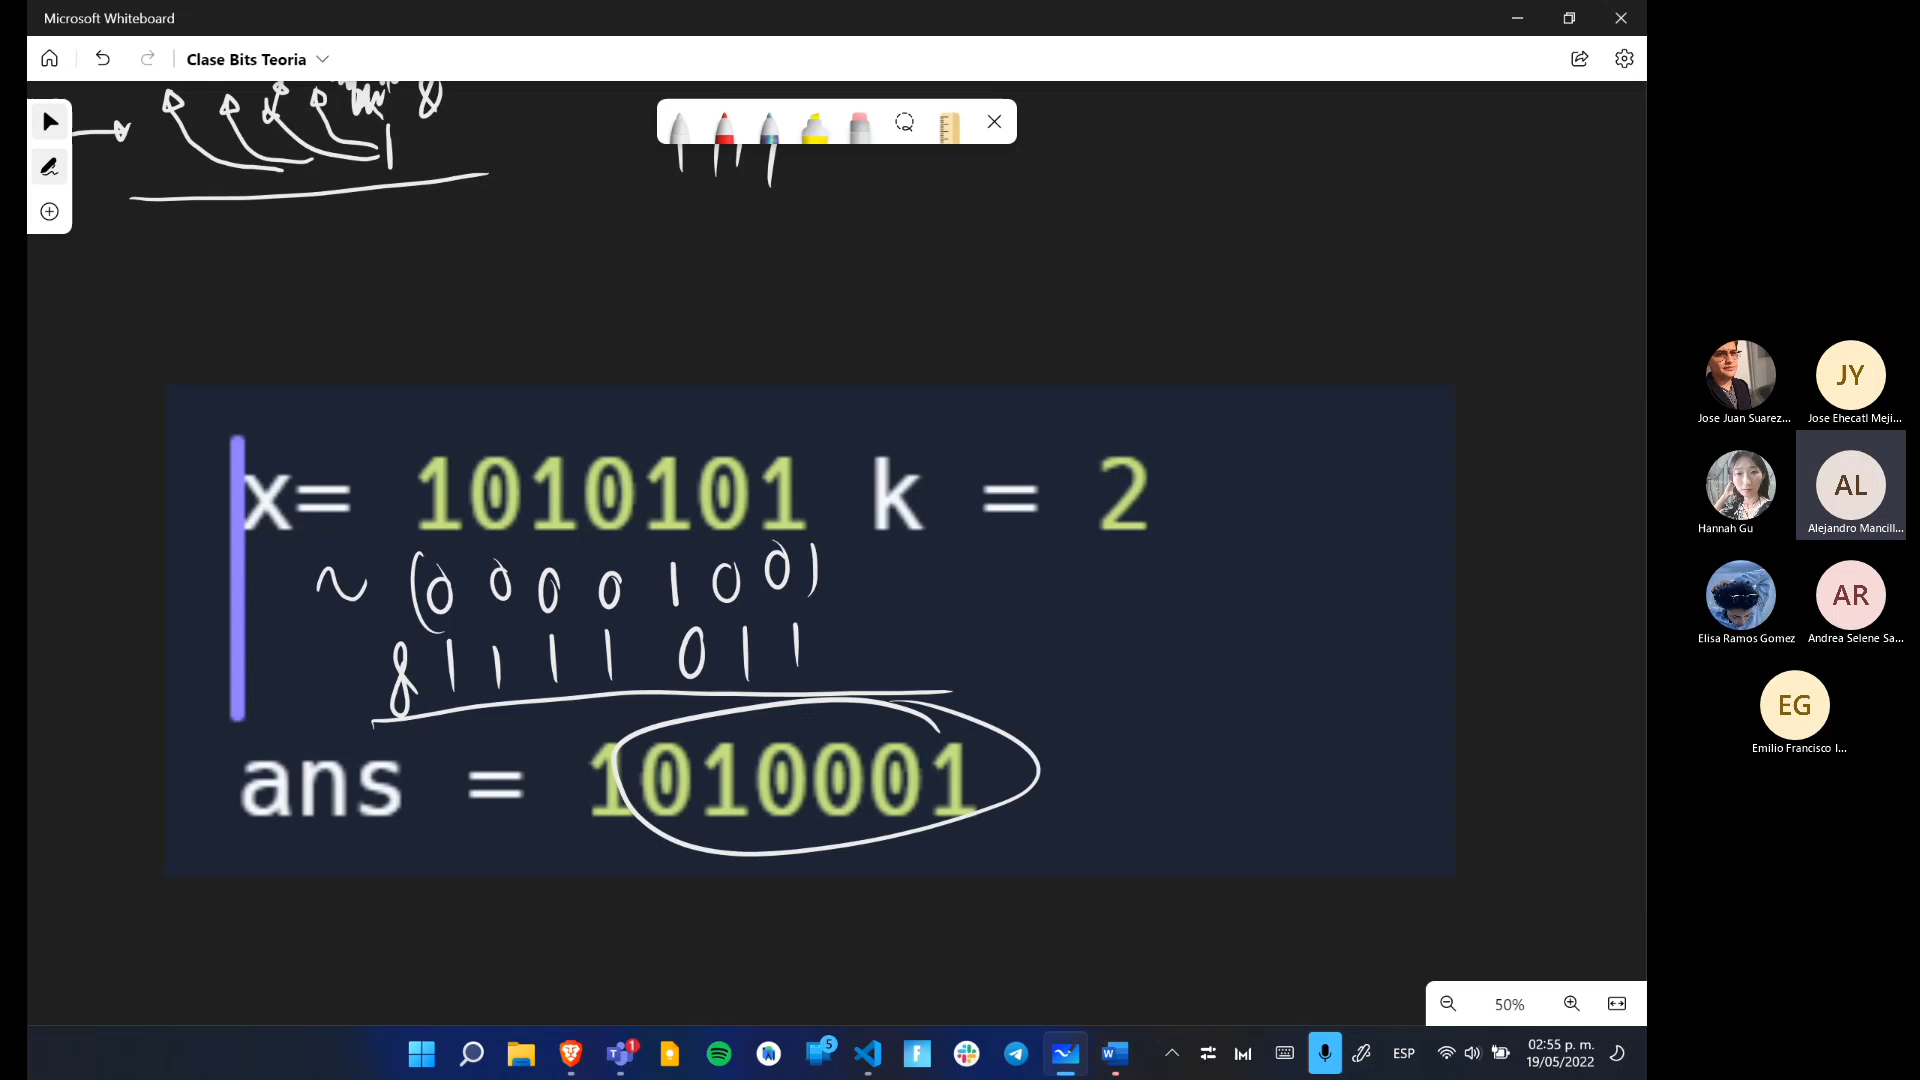 Microsoft Whiteboard
Clase Bits Teoria
&
x= 1010101 k = 2
~ (0 0 0 0 1 0 0)
& 1 1 1 1 0 1 1
ans = 1010001
Jose Juan Suarez...
JY
Jose Ehecatl Meji...
Hannah Gu
AL
Alejandro Mancill...
Elisa Ramos Gomez
AR
Andrea Selene Sa...
EG
Emilio Francisco I...
50%
1
5
F
W
ESP
02:55 p. m.
19/05/2022